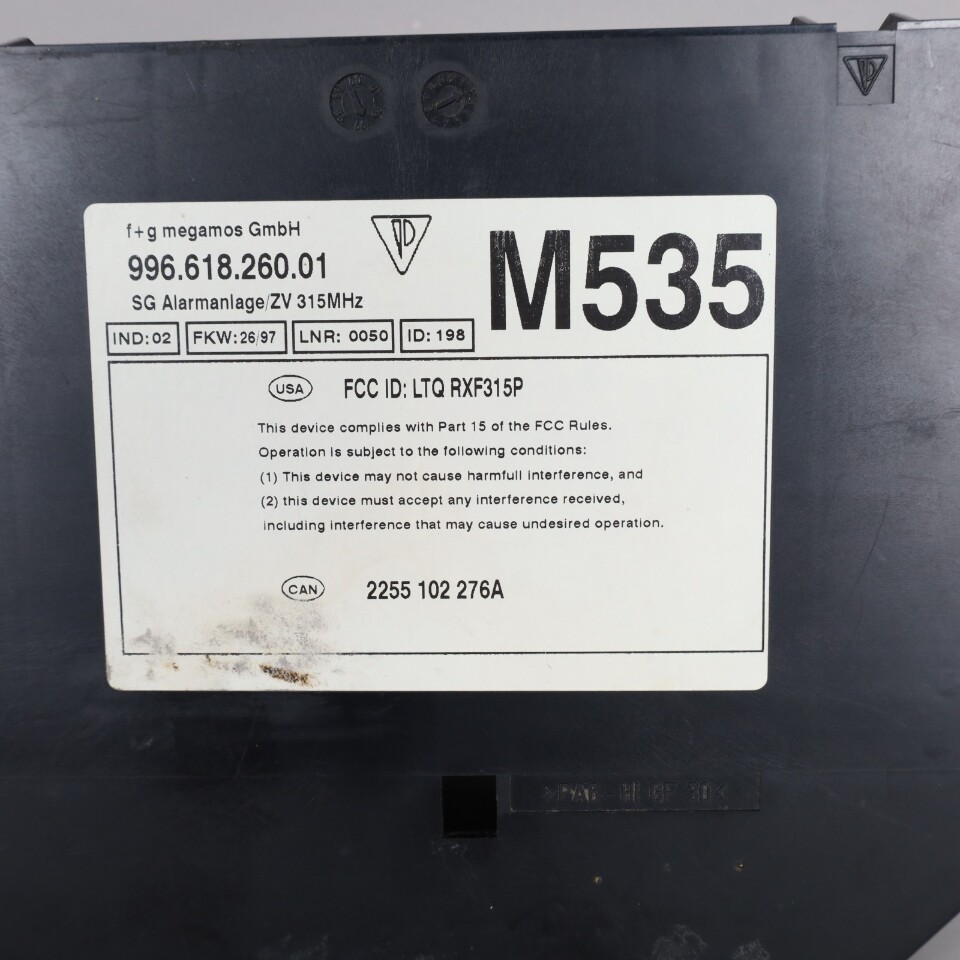 f+g megamos GmbH
996.618.260.01
SG Alarmanlage/ZV 315MHz
M535
IND: 02 FKW: 26/97 LNR: 0050 ID: 198
USA FCC ID: LTQ RXF315P
This device complies with Part 15 of the FCC Rules.
Operation is subject to the following conditions:
(1) This device may not cause harmfull interference, and
(2) this device must accept any interference received,
including interference that may cause undesired operation.
CAN 2255 102 276A